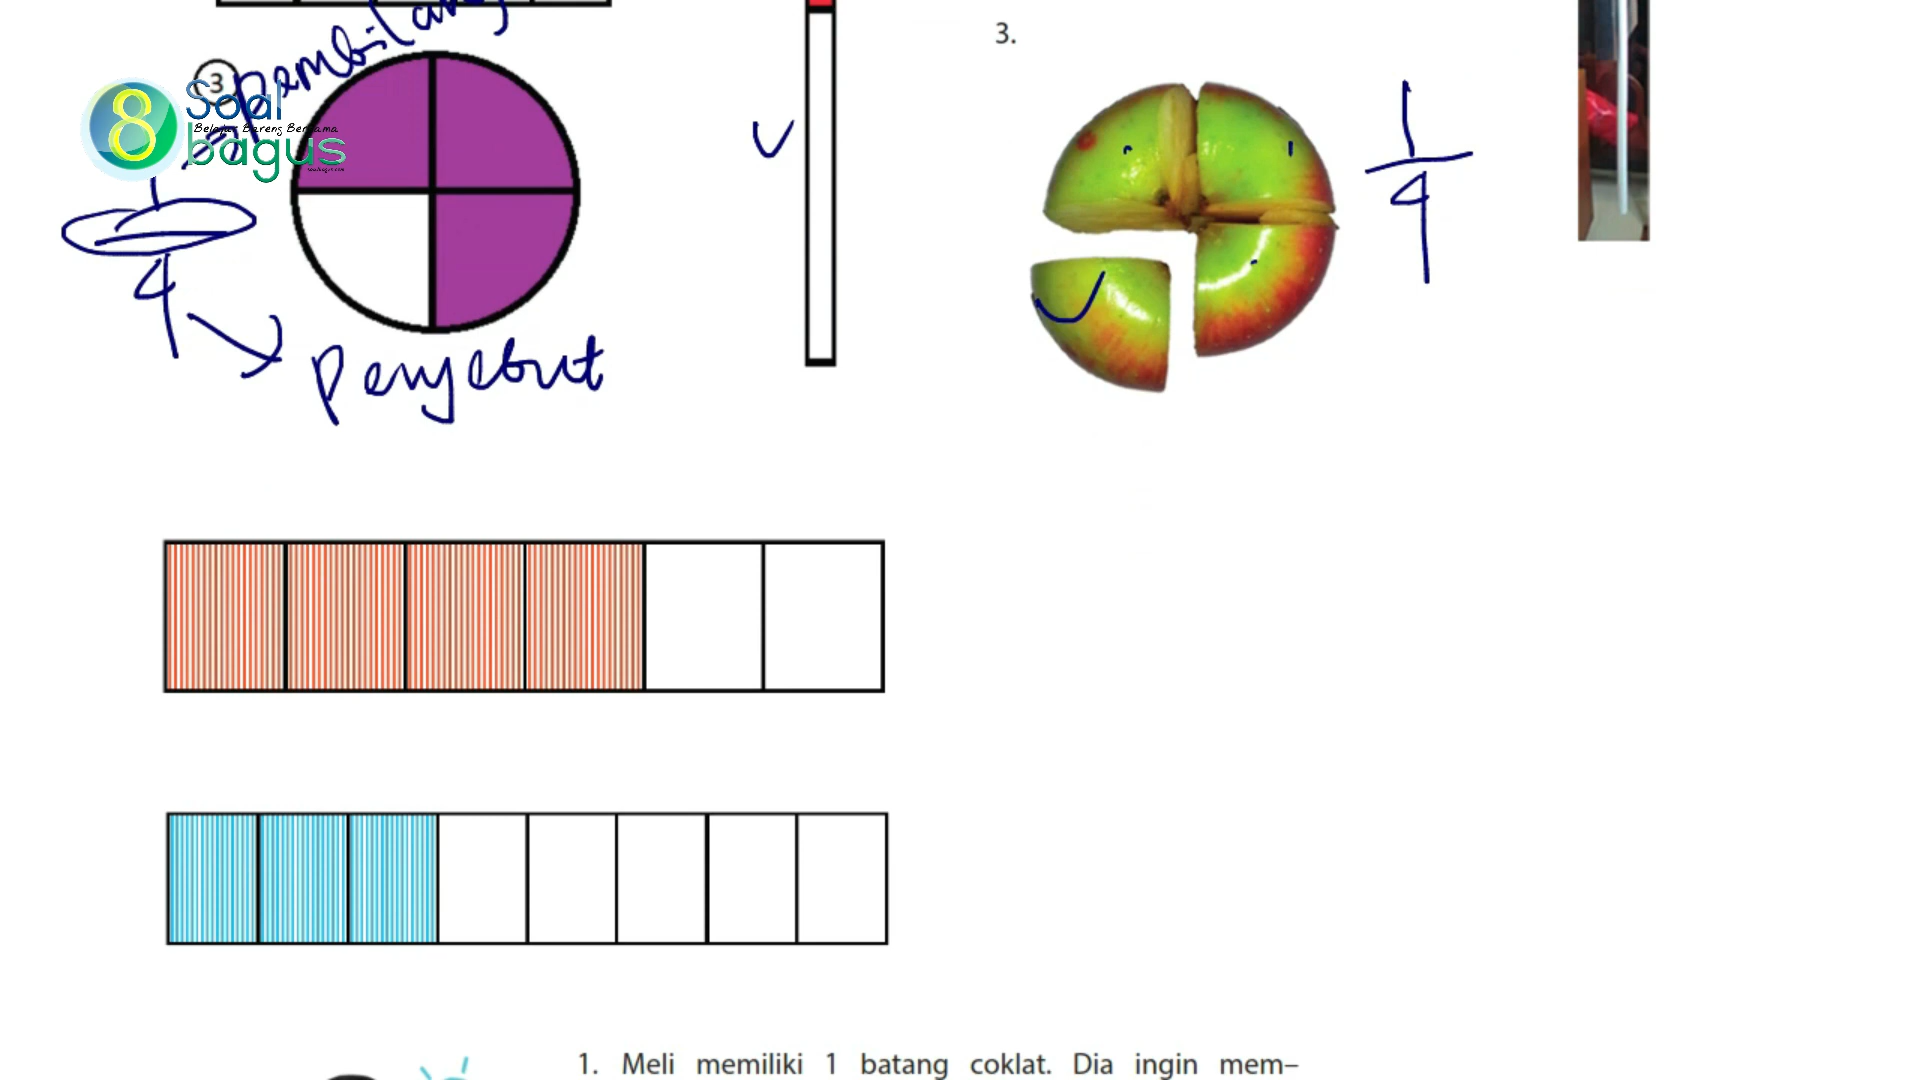 pembilang
3
Soal
Belajar Bareng Bersama
bagus
1
4
Penyebut
3.
1
4
1. Meli memiliki 1 batang coklat. Dia ingin mem–